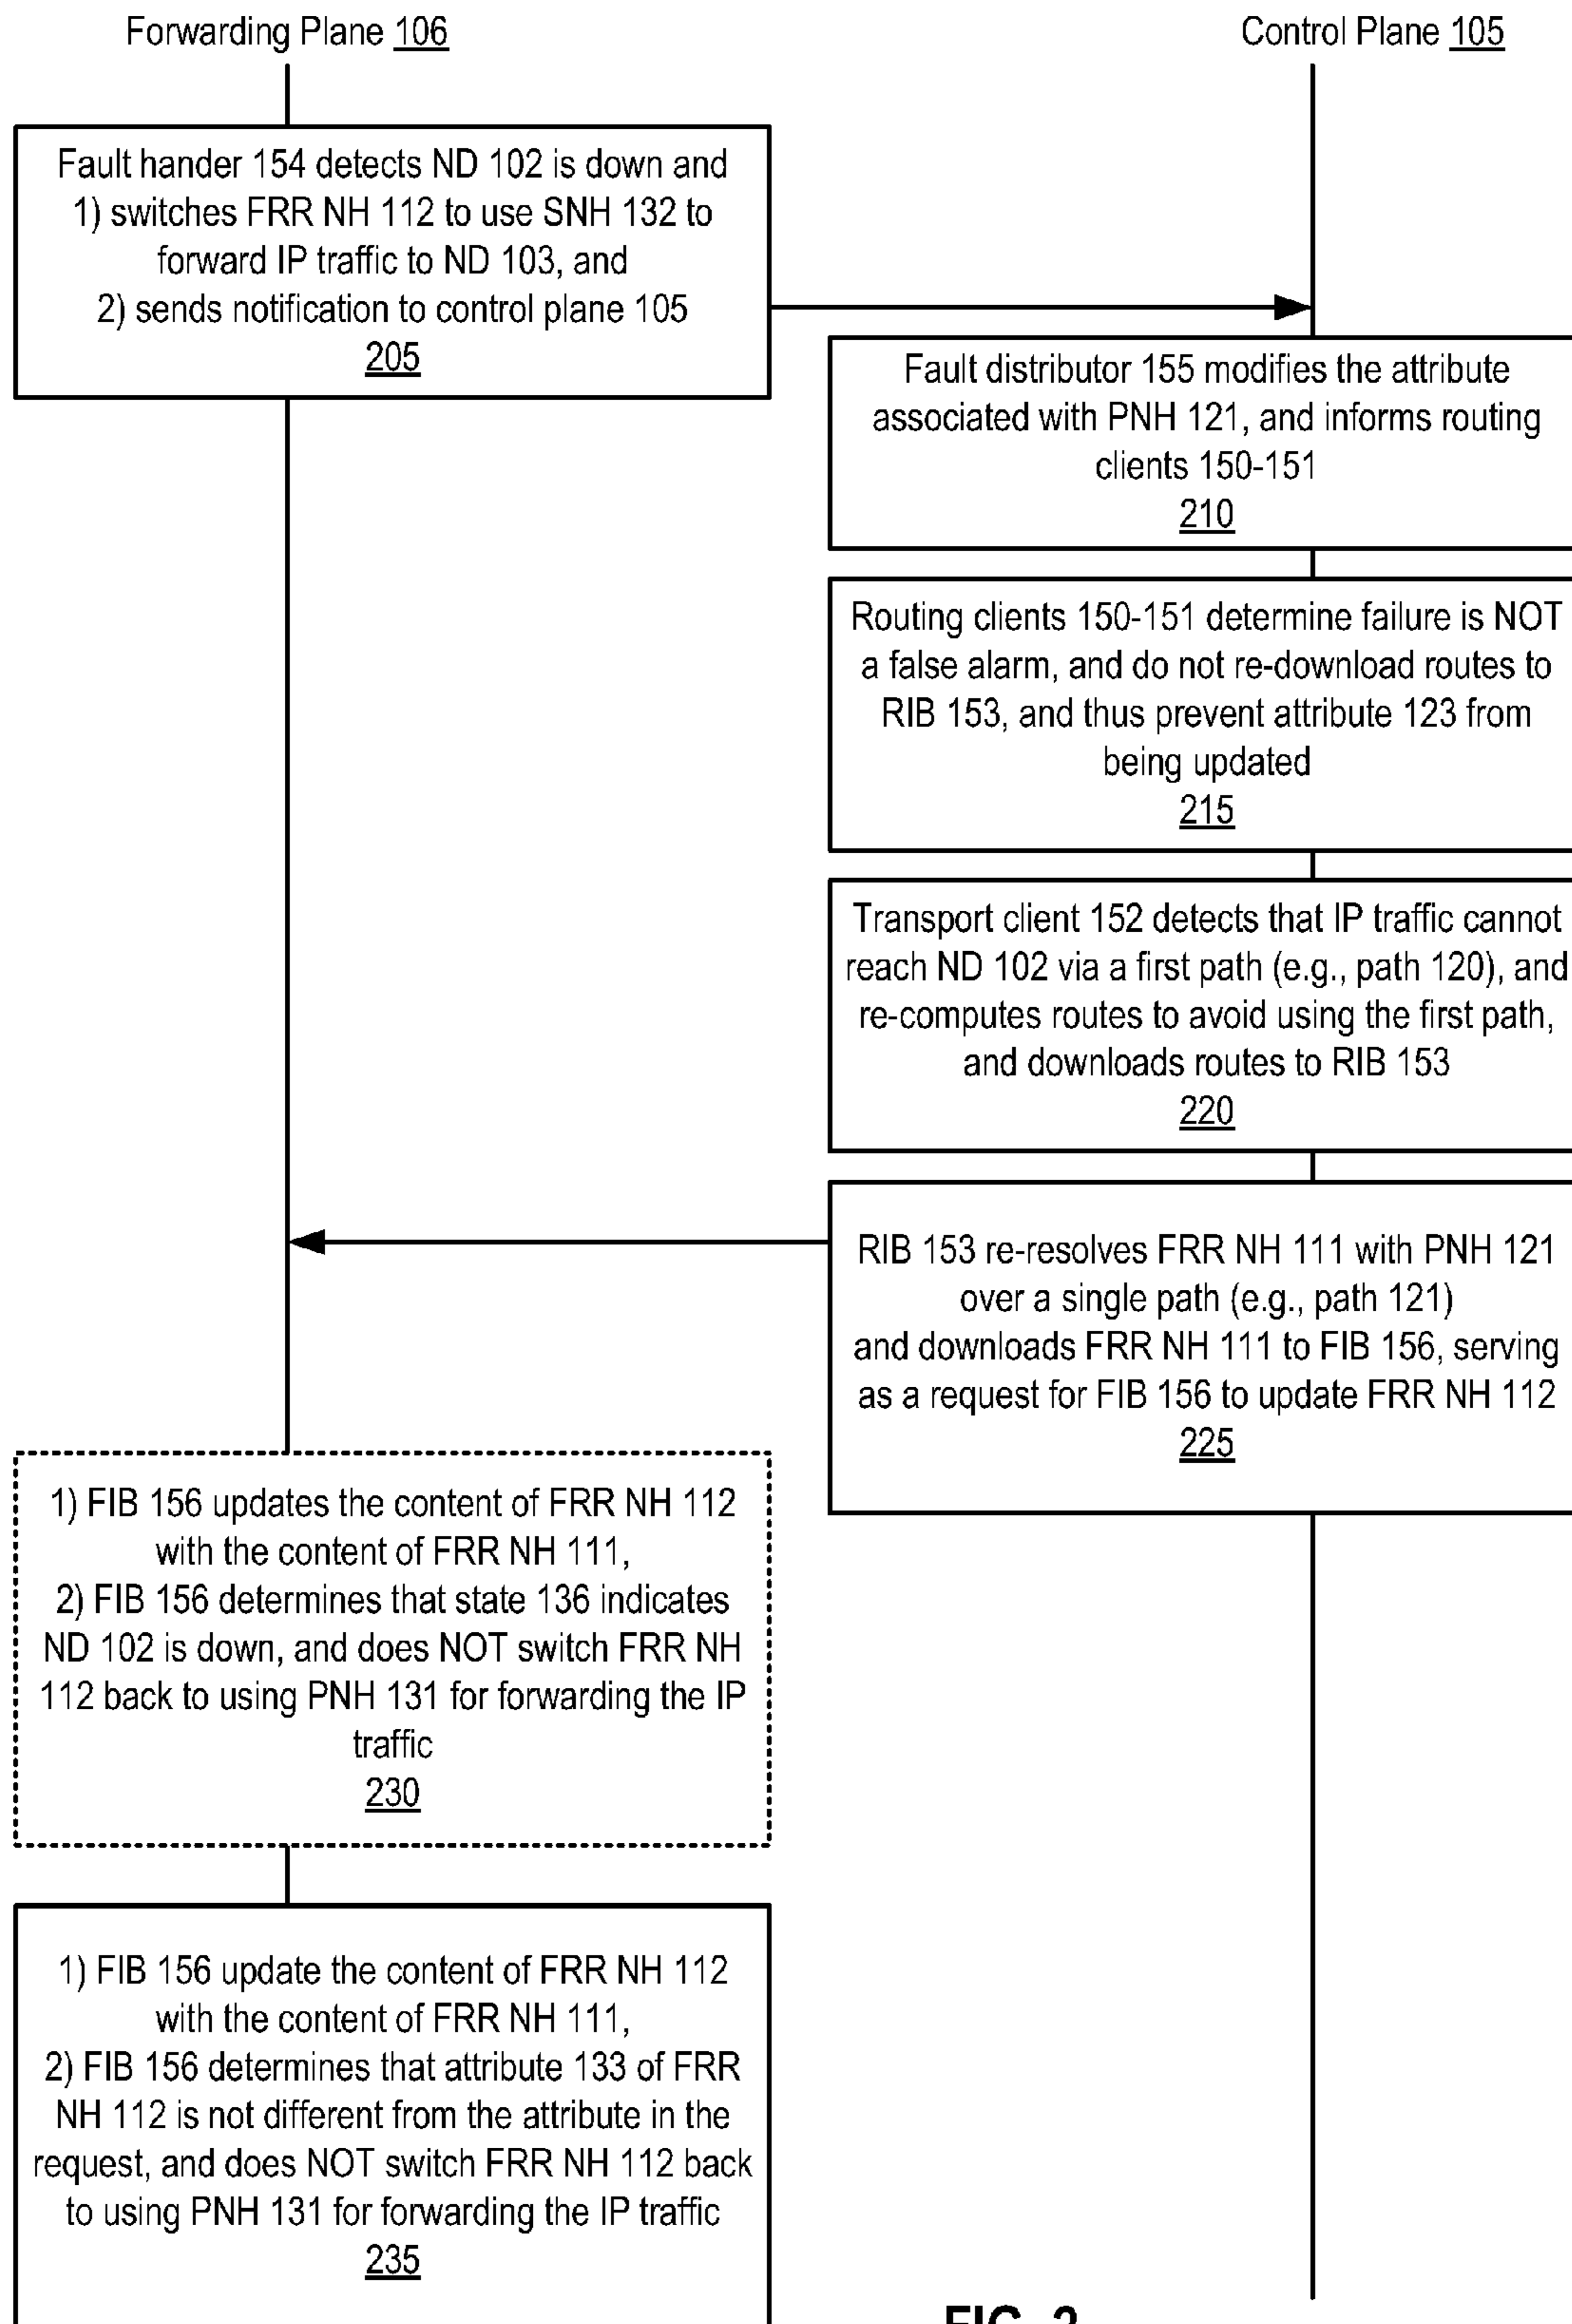 Forwarding Plane 106
Control Plane 105
Fault hander 154 detects ND 102 is down and
1) switches FRR NH 112 to use SNH 132 to
forward IP traffic to ND 103, and
2) sends notification to control plane 105
205
Fault distributor 155 modifies the attribute
associated with PNH 121, and informs routing
clients 150-151
210
Routing clients 150-151 determine failure is NOT
a false alarm, and do not re-download routes to
RIB 153, and thus prevent attribute 123 from
being updated
215
Transport client 152 detects that IP traffic cannot
reach ND 102 via a first path (e.g., path 120), and
re-computes routes to avoid using the first path,
and downloads routes to RIB 153
220
RIB 153 re-resolves FRR NH 111 with PNH 121
over a single path (e.g., path 121)
and downloads FRR NH 111 to FIB 156, serving
as a request for FIB 156 to update FRR NH 112
225
1) FIB 156 updates the content of FRR NH 112
with the content of FRR NH 111,
2) FIB 156 determines that state 136 indicates
ND 102 is down, and does NOT switch FRR NH
112 back to using PNH 131 for forwarding the IP
traffic
230
1) FIB 156 update the content of FRR NH 112
with the content of FRR NH 111,
2) FIB 156 determines that attribute 133 of FRR
NH 112 is not different from the attribute in the
request, and does NOT switch FRR NH 112 back
to using PNH 131 for forwarding the IP traffic
235
FIG. 2